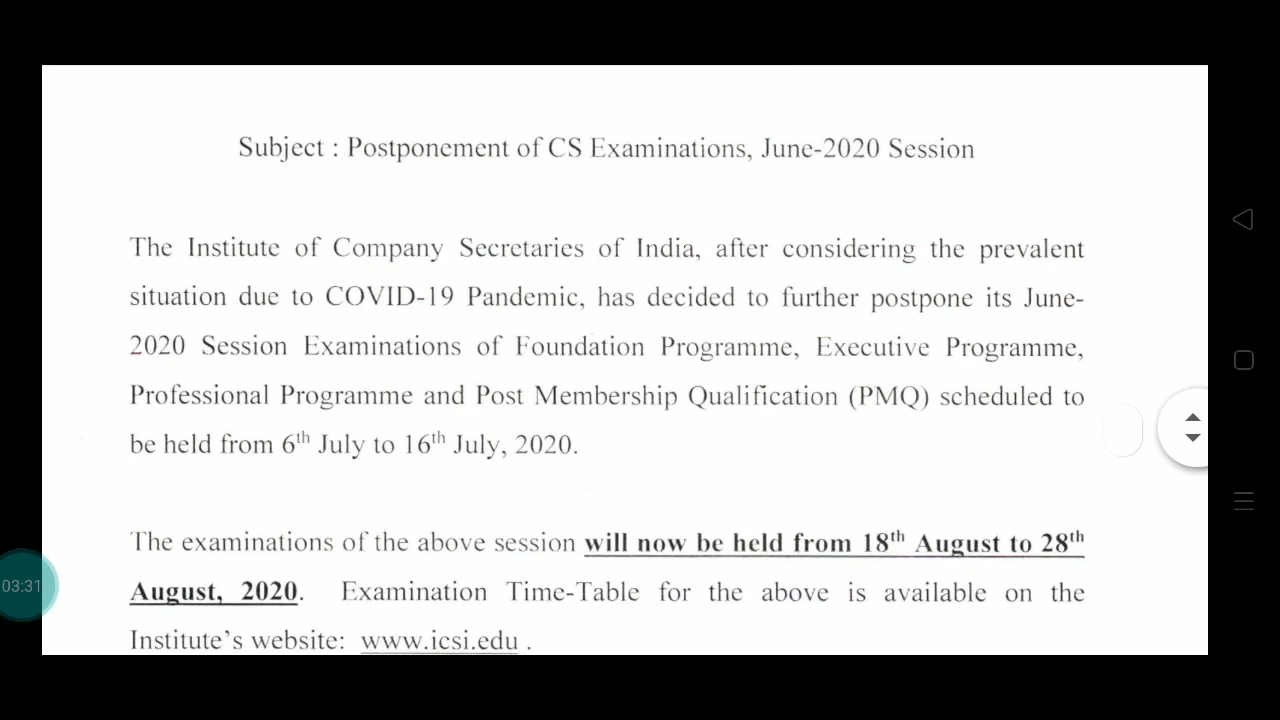 Subject : Postponement of CS Examinations, June-2020 Session
The Institute of Company Secretaries of India, after considering the prevalent
situation due to COVID-19 Pandemic, has decided to further postpone its June-
2020 Session Examinations of Foundation Programme, Executive Programme,
Professional Programme and Post Membership Qualification (PMQ) scheduled to
be held from 6th July to 16th July, 2020.
The examinations of the above session will now be held from 18th August to 28th
August, 2020. Examination Time-Table for the above is available on the
Institute's website: www.icsi.edu .
03:31